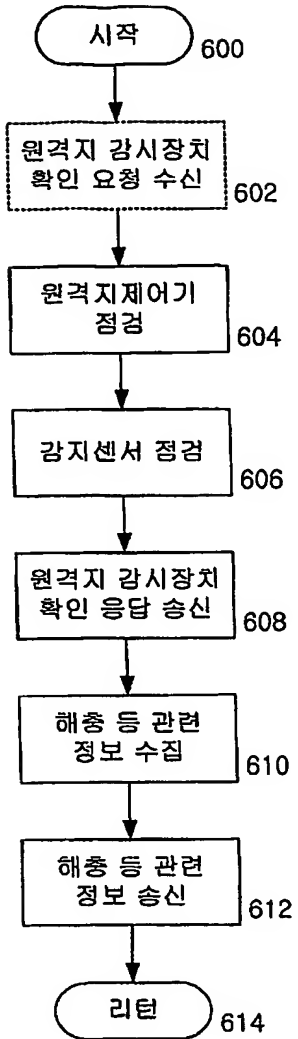 시작
600
원격지 감시장치
확인 요청 수신
602
원격지제어기
점검
604
감지센서 점검
606
원격지 감시장치
확인 응답 송신
608
해충 등 관련
정보 수집
610
해충 등 관련
정보 송신
612
리턴
614